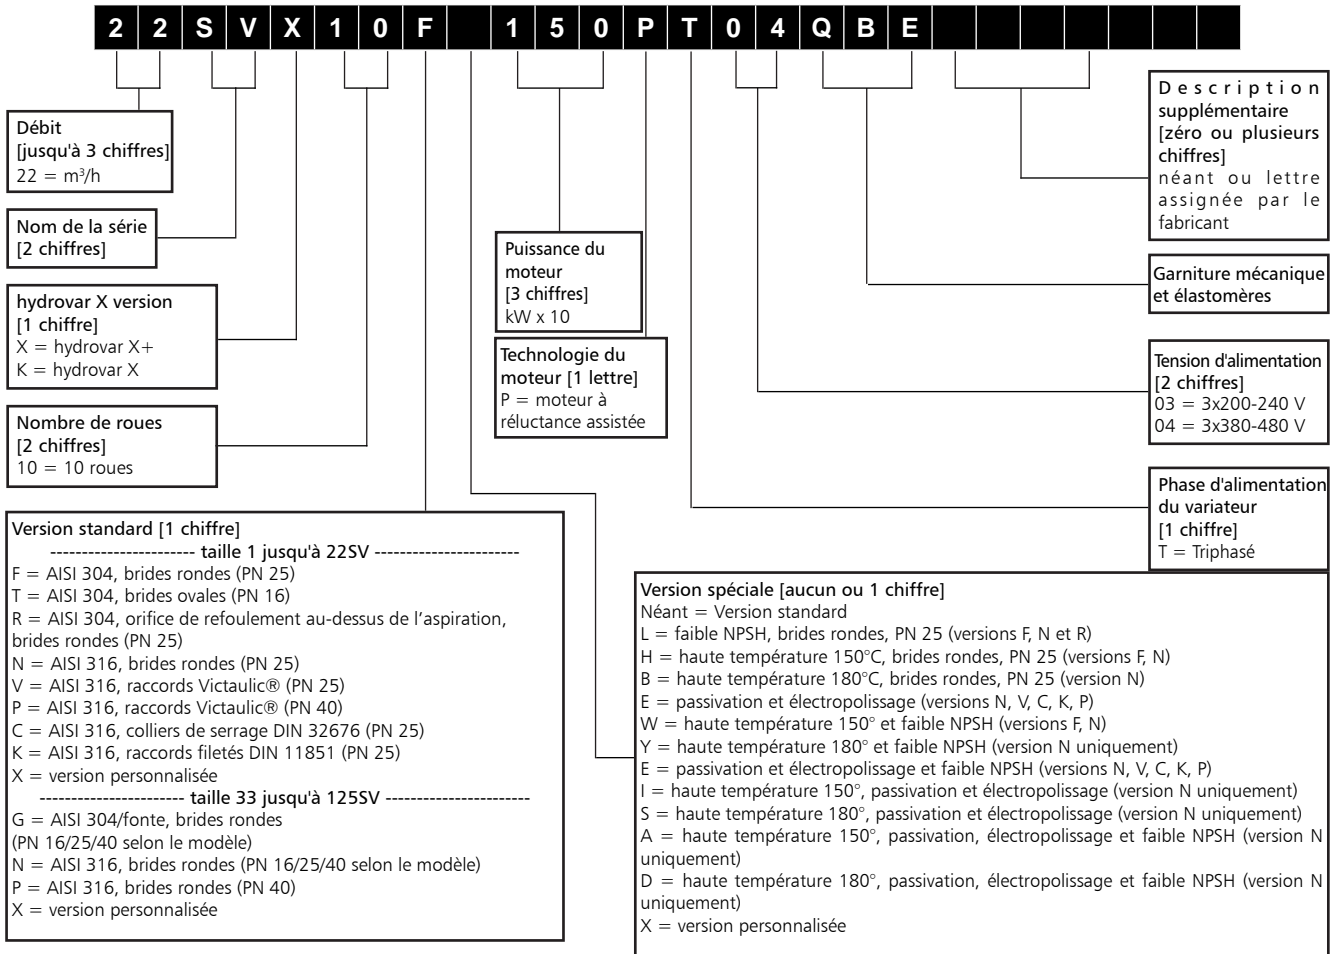 22SVX10F 150PT04QBE
Débit
[jusqu'à 3 chiffres]
22 = m³/h
Nom de la série
[2 chiffres]
hydrovar X version
[1 chiffre]
X = hydrovar X+
K = hydrovar X
Nombre de roues
[2 chiffres]
10 = 10 roues
Version standard [1 chiffre]
----------------------- taille 1 jusqu'à 22SV -----------------------
F = AISI 304, brides rondes (PN 25)
T = AISI 304, brides ovales (PN 16)
R = AISI 304, orifice de refoulement au-dessus de l’aspiration,
brides rondes (PN 25)
N = AISI 316, brides rondes (PN 25)
V = AISI 316, raccords Victaulic® (PN 25)
P = AISI 316, raccords Victaulic® (PN 40)
C = AISI 316, colliers de serrage DIN 32676 (PN 25)
K = AISI 316, raccords filetés DIN 11851 (PN 25)
X = version personnalisée
----------------------- taille 33 jusqu'à 125SV -----------------------
G = AISI 304/fonte, brides rondes
(PN 16/25/40 selon le modèle)
N = AISI 316, brides rondes (PN 16/25/40 selon le modèle)
P = AISI 316, brides rondes (PN 40)
X = version personnalisée
Puissance du
moteur
[3 chiffres]
kW x 10
Technologie du
moteur [1 lettre]
P = moteur à
réluctance assistée
Description
supplémentaire
[zéro ou plusieurs
chiffres]
néant ou lettre
assignée par le
fabricant
Garniture mécanique
et élastomères
Tension d'alimentation
[2 chiffres]
03 = 3x200-240 V
04 = 3x380-480 V
Phase d'alimentation
du variateur
[1 chiffre]
T = Triphasé
Version spéciale [aucun ou 1 chiffre]
Néant = Version standard
L = faible NPSH, brides rondes, PN 25 (versions F, N et R)
H = haute température 150°C, brides rondes, PN 25 (versions F, N)
B = haute température 180°C, brides rondes, PN 25 (version N)
E = passivation et électropolissage (versions N, V, C, K, P)
W = haute température 150° et faible NPSH (versions F, N)
Y = haute température 180° et faible NPSH (version N uniquement)
E = passivation et électropolissage et faible NPSH (versions N, V, C, K, P)
I = haute température 150°, passivation et électropolissage (version N uniquement)
S = haute température 180°, passivation et électropolissage (version N uniquement)
A = haute température 150°, passivation, électropolissage et faible NPSH (version N
uniquement)
D = haute température 180°, passivation, électropolissage et faible NPSH (version N
uniquement)
X = version personnalisée